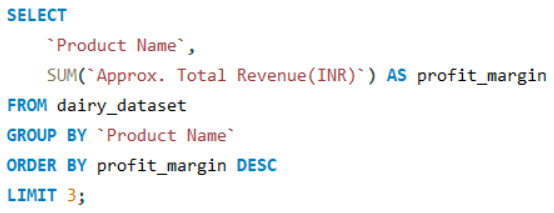 SELECT
`Product Name`,
SUM(`Approx. Total Revenue(INR)`) AS profit_margin
FROM dairy_dataset
GROUP BY `Product Name`
ORDER BY profit_margin DESC
LIMIT 3;